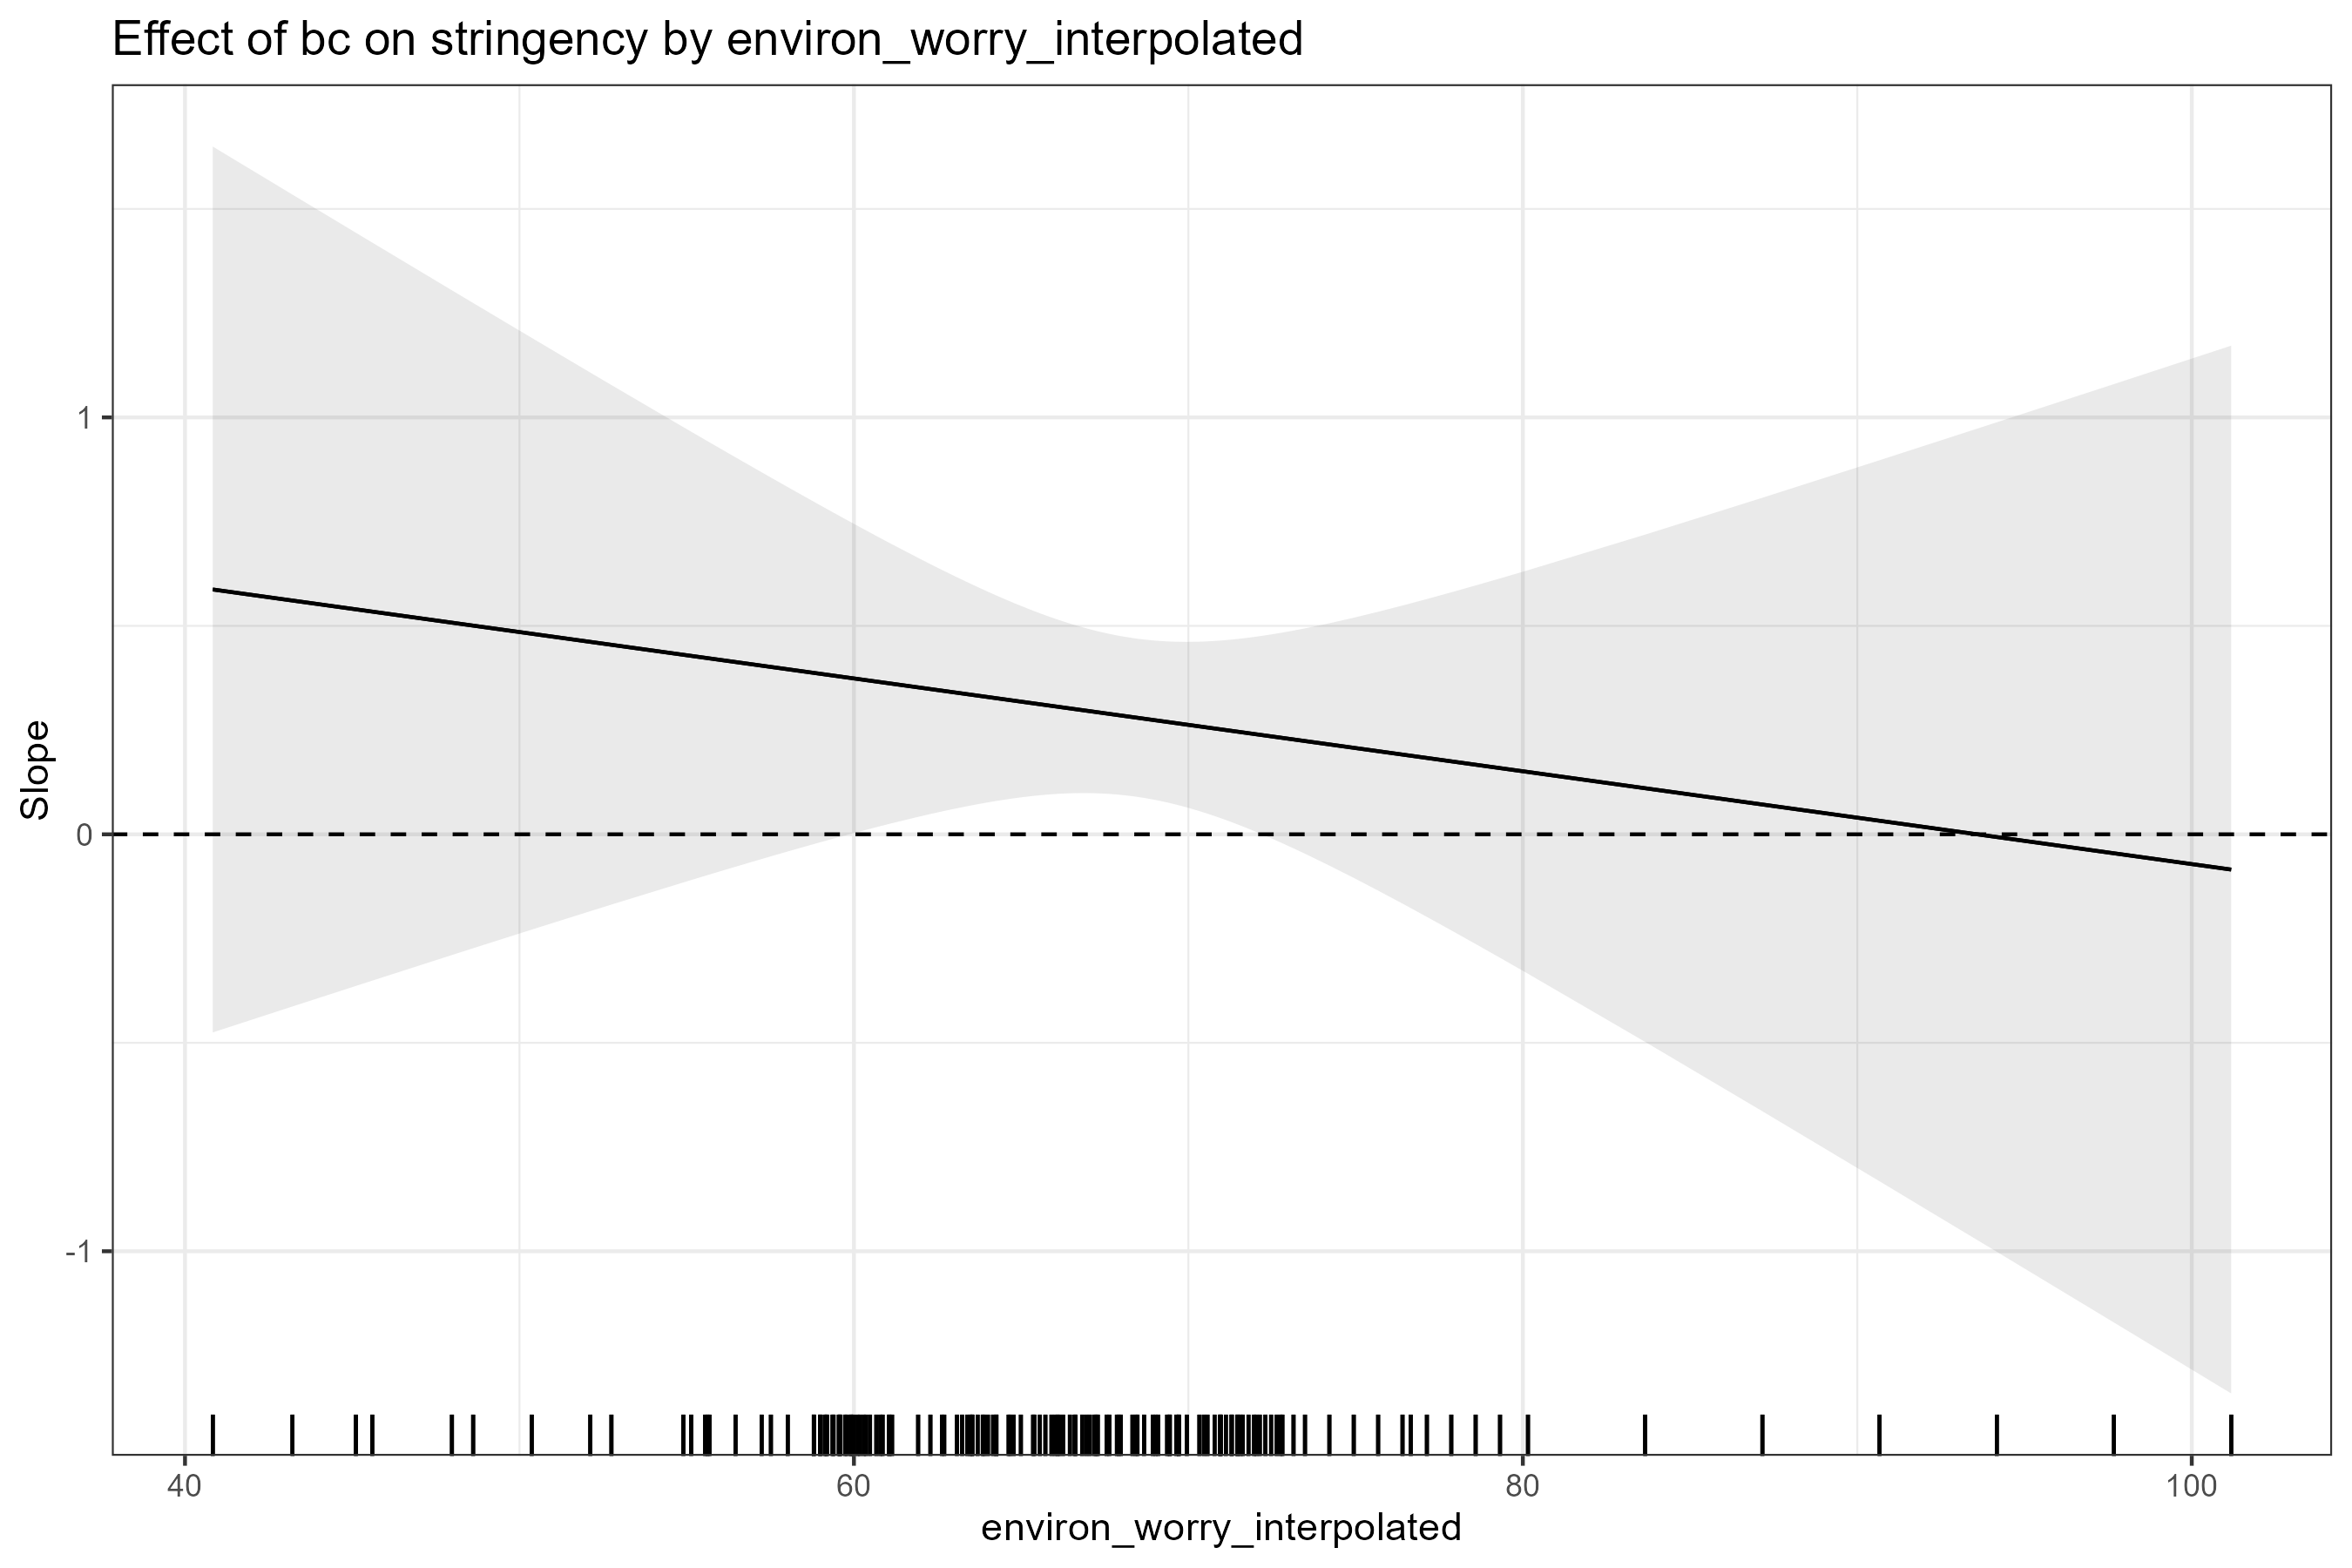 Effect of bc on stringency by environ_worry_interpolated
Slope
1
0
-1
40 60 80 100
environ_worry_interpolated